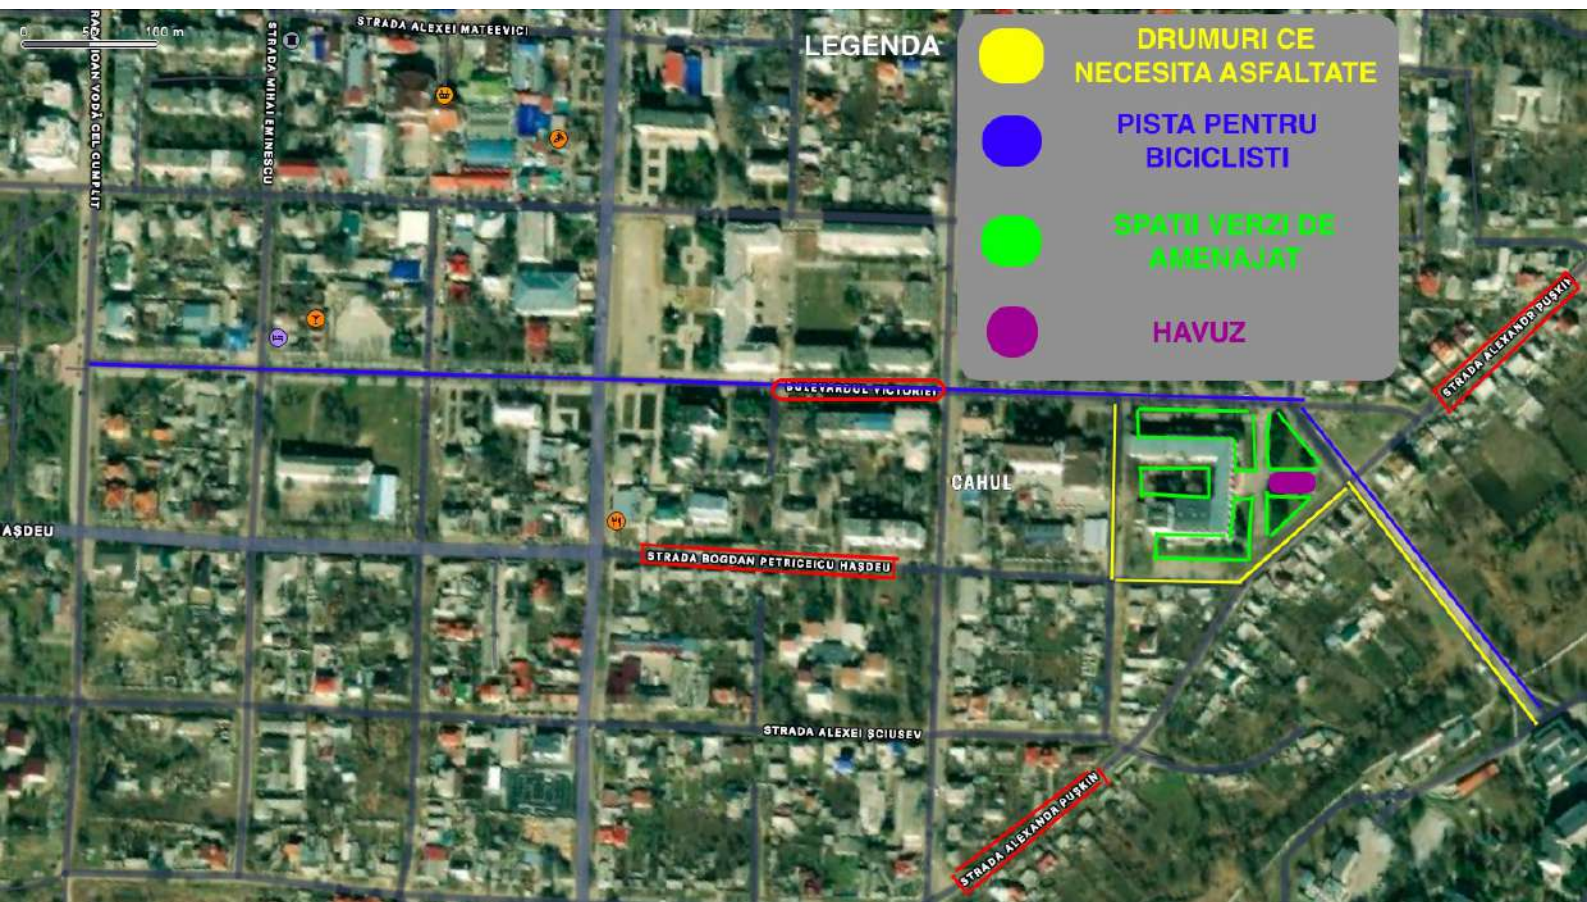 0 50 100 m
STRADA ALEXEI MATEEVICI
LEGENDA
DRUMURI CE
NECESITA ASFALTATE
PISTA PENTRU
BICICLISTI
SPATII VERZI DE
AMENAJAT
HAVUZ
IOAN VODĂ CEL CUMPLIT
STRADA MIHAI EMINESCU
STRADA ALEXANDR PUȘKIN
BULEVARDUL VICTORIEI
CAHUL
AȘDEU
STRADA BOGDAN PETRICEICU HAȘDEU
STRADA ALEXEI ȘCIUSEV
STRADA ALEXANDR PUȘKIN